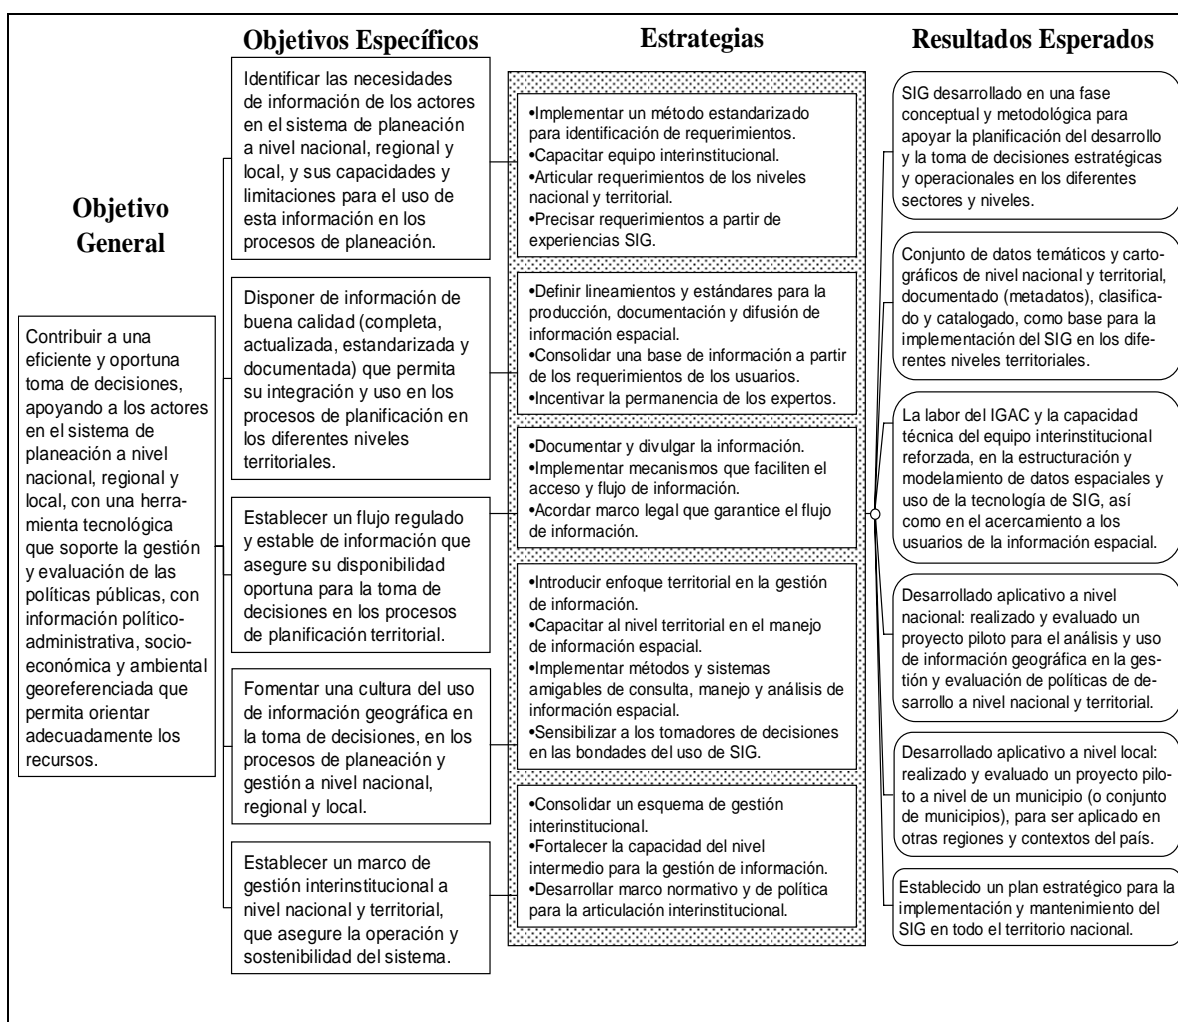 Objetivo
General
Contribuir a una
eficiente y oportuna
toma de decisiones,
apoyando a los actores
en el sistema de
planeación a nivel
nacional, regional y
local, con una herra-
mienta tecnológica
que soporte la gestión
y evaluación de las
políticas públicas, con
información político-
administrativa, socio-
económica y ambiental
georeferenciada que
permita orientar
adecuadamente los
recursos.
Objetivos Específicos
Identificar las necesidades
de información de los actores
en el sistema de planeación
a nivel nacional, regional y
local, y sus capacidades y
limitaciones para el uso de
esta información en los
procesos de planeación.
Disponer de información de
buena calidad (completa,
actualizada, estandarizada y
documentada) que permita
su integración y uso en los
procesos de planificación en
los diferentes niveles
territoriales.
Establecer un flujo regulado
y estable de información que
asegure su disponibilidad
oportuna para la toma de
decisiones en los procesos
de planificación territorial.
Fomentar una cultura del uso
de información geográfica en
la toma de decisiones, en los
procesos de planeación y
gestión a nivel nacional,
regional y local.
Establecer un marco de
gestión interinstitucional a
nivel nacional y territorial,
que asegure la operación y
sostenibilidad del sistema.
Estrategias
•Implementar un método estandarizado
para identificación de requerimientos.
•Capacitar equipo interinstitucional.
•Articular requerimientos de los niveles
nacional y territorial.
•Precisar requerimientos a partir de
experiencias SIG.
•Definir lineamientos y estándares para la
producción, documentación y difusión de
información espacial.
•Consolidar una base de información a partir
de los requerimientos de los usuarios.
•Incentivar la permanencia de los expertos.
•Documentar y divulgar la información.
•Implementar mecanismos que faciliten el
acceso y flujo de información.
•Acordar marco legal que garantice el flujo
de información.
•Introducir enfoque territorial en la gestión
de información.
•Capacitar al nivel territorial en el manejo
de información espacial.
•Implementar métodos y sistemas
amigables de consulta, manejo y análisis de
información espacial.
•Sensibilizar a los tomadores de decisiones
en las bondades del uso de SIG.
•Consolidar un esquema de gestión
interinstitucional.
•Fortalecer la capacidad del nivel
intermedio para la gestión de información.
•Desarrollar marco normativo y de política
para la articulación interinstitucional.
Resultados Esperados
SIG desarrollado en una fase
conceptual y metodológica para
apoyar la planificación del desarrollo
y la toma de decisiones estratégicas
y operacionales en los diferentes
sectores y niveles.
Conjunto de datos temáticos y carto-
gráficos de nivel nacional y territorial,
documentado (metadatos), clasifica-
do y catalogado, como base para la
implementación del SIG en los dife-
rentes niveles territoriales.
La labor del IGAC y la capacidad
técnica del equipo interinstitucional
reforzada, en la estructuración y
modelamiento de datos espaciales y
uso de la tecnología de SIG, así
como en el acercamiento a los
usuarios de la información espacial.
Desarrollado aplicativo a nivel
nacional: realizado y evaluado un
proyecto piloto para el análisis y uso
de información geográfica en la ges-
tión y evaluación de políticas de de-
sarrollo a nivel nacional y territorial.
Desarrollado aplicativo a nivel local:
realizado y evaluado un proyecto pilo-
to a nivel de un municipio (o conjunto
de municipios), para ser aplicado en
otras regiones y contextos del país.
Establecido un plan estratégico para la
implementación y mantenimiento del
SIG en todo el territorio nacional.